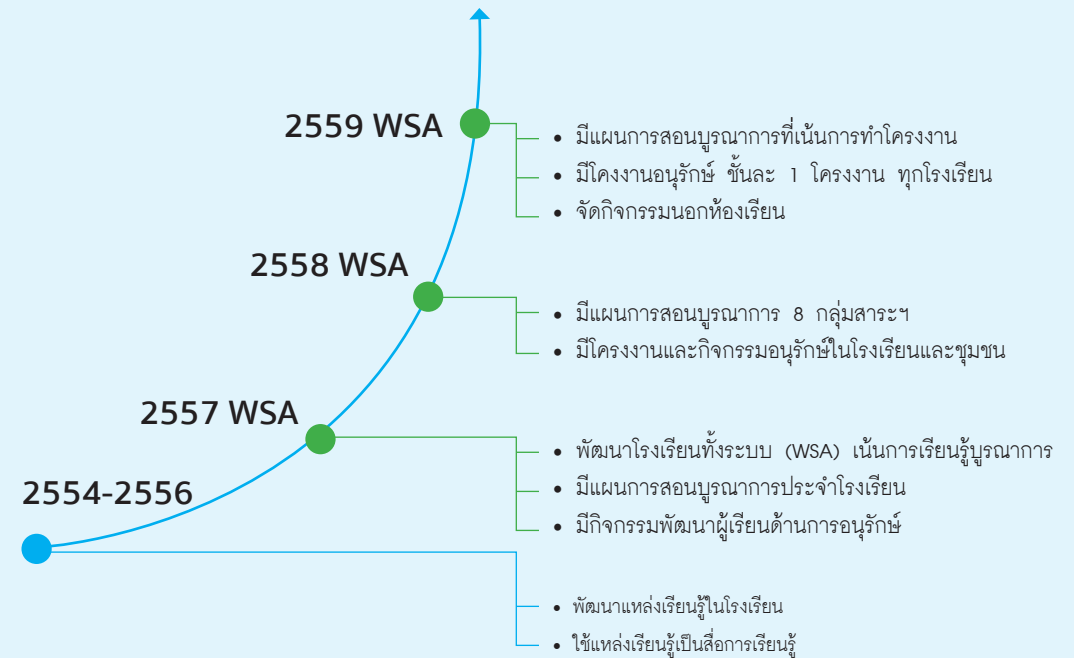 2559 WSA
• มีแผนการสอนบูรณาการที่เน้นการทำโครงงาน
• มีโคงงานอนุรักษ์ ชั้นละ 1 โครงงาน ทุกโรงเรียน
• จัดกิจกรรมนอกห้องเรียน
2558 WSA
• มีแผนการสอนบูรณาการ 8 กลุ่มสาระฯ
• มีโครงงานและกิจกรรมอนุรักษ์ในโรงเรียนและชุมชน
2557 WSA
• พัฒนาโรงเรียนทั้งระบบ (WSA) เน้นการเรียนรู้บูรณาการ
• มีแผนการสอนบูรณาการประจำโรงเรียน
• มีกิจกรรมพัฒนาผู้เรียนด้านการอนุรักษ์
2554-2556
• พัฒนาแหล่งเรียนรู้ในโรงเรียน
• ใช้แหล่งเรียนรู้เป็นสื่อการเรียนรู้